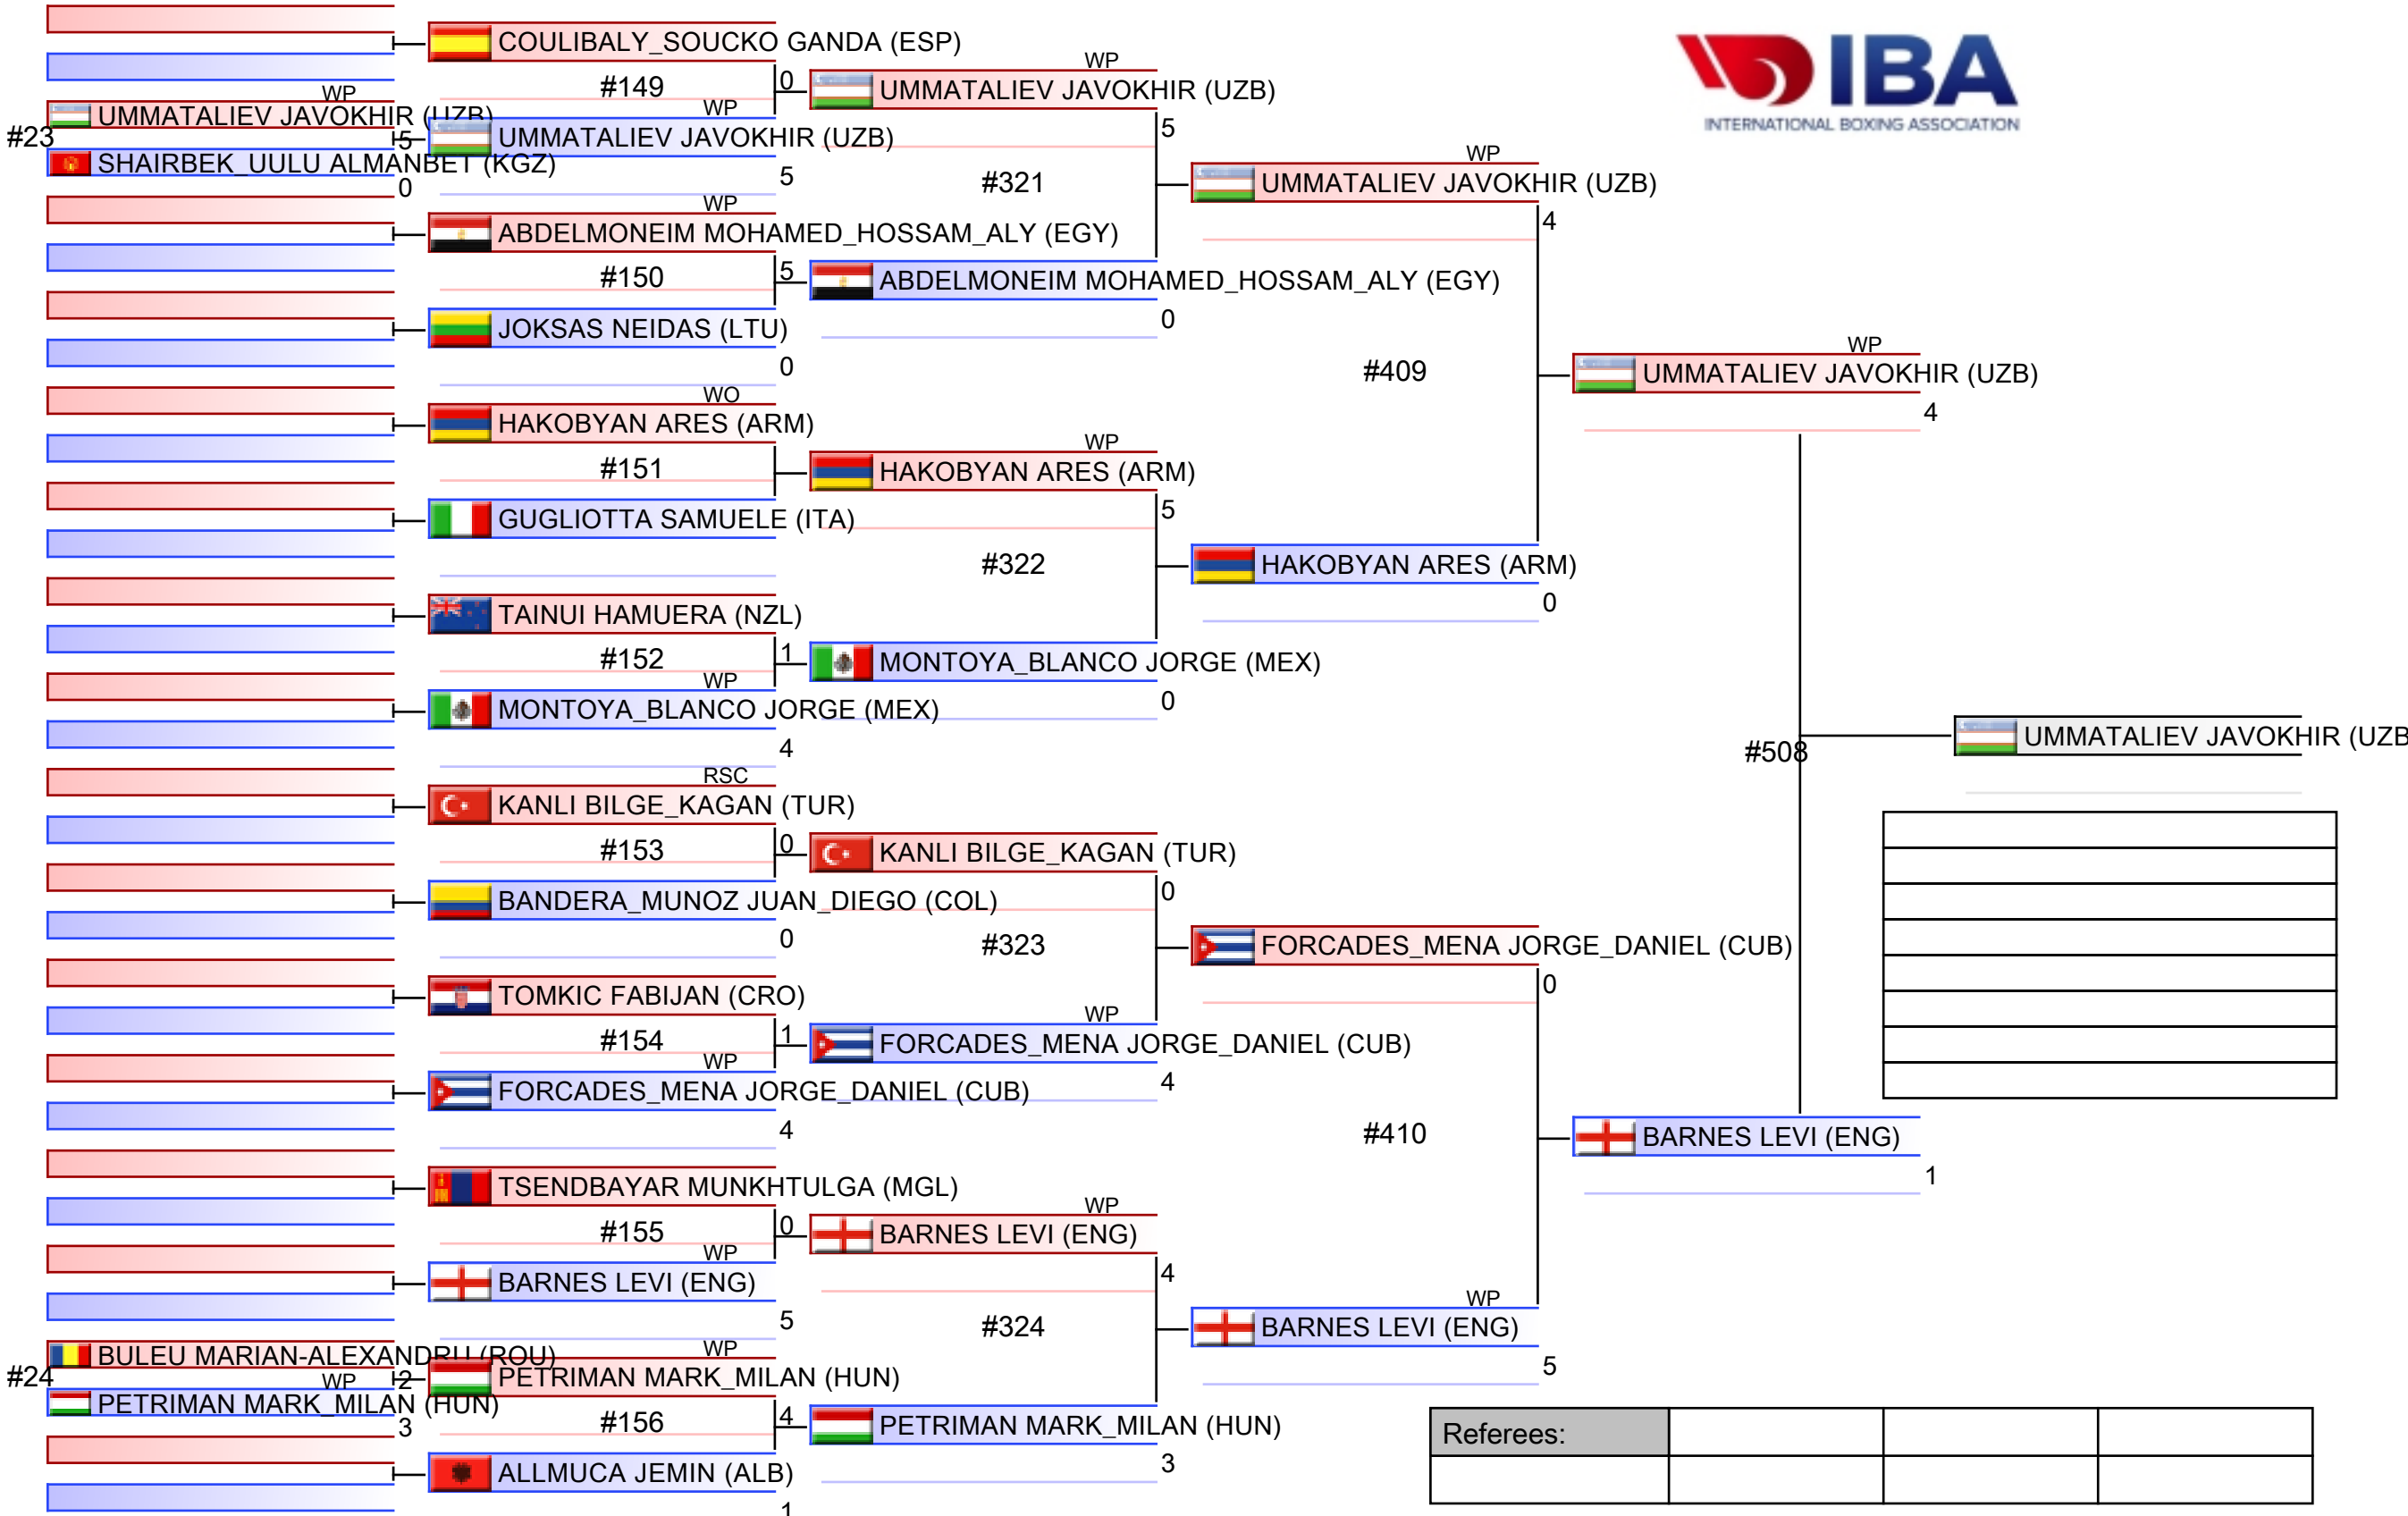 COULIBALY_SOUCKO GANDA (ESP)
IBA
INTERNATIONAL BOXING ASSOCIATION
#149
0
WP
UMMATALIEV JAVOKHIR (UZB)
5
WP
UMMATALIEV JAVOKHIR (UZB)
#23
5
SHAIRBEK_UULU ALMANBET (KGZ)
0
WP
UMMATALIEV JAVOKHIR (UZB)
5
#321
WP
UMMATALIEV JAVOKHIR (UZB)
4
WP
ABDELMONEIM MOHAMED_HOSSAM_ALY (EGY)
#150
5
ABDELMONEIM MOHAMED_HOSSAM_ALY (EGY)
0
JOKSAS NEIDAS (LTU)
0
#409
WP
UMMATALIEV JAVOKHIR (UZB)
4
WO
HAKOBYAN ARES (ARM)
#151
WP
HAKOBYAN ARES (ARM)
5
GUGLIOTTA SAMUELE (ITA)
#322
HAKOBYAN ARES (ARM)
0
TAINUI HAMUERA (NZL)
#152
1
MONTOYA_BLANCO JORGE (MEX)
0
WP
MONTOYA_BLANCO JORGE (MEX)
4
#508
UMMATALIEV JAVOKHIR (UZB
RSC
KANLI BILGE_KAGAN (TUR)
#153
0
KANLI BILGE_KAGAN (TUR)
0
BANDERA_MUNOZ JUAN_DIEGO (COL)
0
#323
FORCADES_MENA JORGE_DANIEL (CUB)
0
TOMKIC FABIJAN (CRO)
#154
1
WP
FORCADES_MENA JORGE_DANIEL (CUB)
4
WP
FORCADES_MENA JORGE_DANIEL (CUB)
4
#410
BARNES LEVI (ENG)
1
TSENDBAYAR MUNKHTULGA (MGL)
#155
0
WP
BARNES LEVI (ENG)
4
WP
BARNES LEVI (ENG)
5
#324
WP
BARNES LEVI (ENG)
5
BULEU MARIAN-ALEXANDRU (ROU)
#24
2
WP
PETRIMAN MARK_MILAN (HUN)
3
WP
PETRIMAN MARK_MILAN (HUN)
#156
4
PETRIMAN MARK_MILAN (HUN)
3
ALLMUCA JEMIN (ALB)
1
Referees: